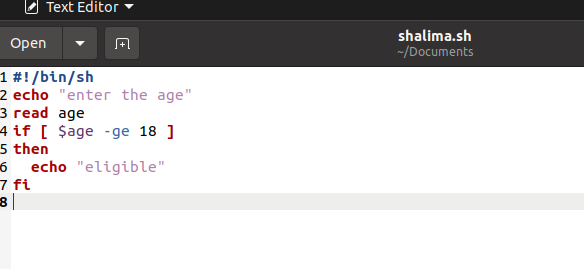 Text Editor
Open
shalima.sh
~/Documents
1 #!/bin/sh
2 echo "enter the age"
3 read age
4 if [ $age -ge 18 ]
5 then
6   echo "eligible"
7 fi
8